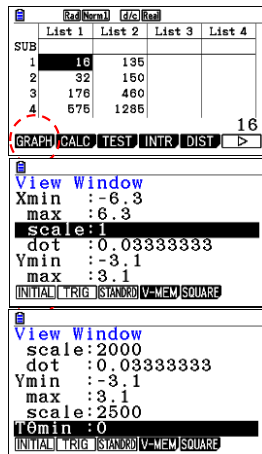 Rad Norm1 d/c Real
List 1 List 2 List 3 List 4
SUB
1 16 135
2 32 150
3 176 460
4 575 1285
16
GRAPH CALC TEST INTR DIST ▷
View Window
Xmin :-6.3
max :6.3
scale:1
dot :0.03333333
Ymin :-3.1
max :3.1
INITIAL TRIG STANDRD V-MEM SQUARE
View Window
scale:2000
dot :0.03333333
Ymin :-3.1
max :3.1
scale:2500
Tθmin :0
INITIAL TRIG STANDRD V-MEM SQUARE